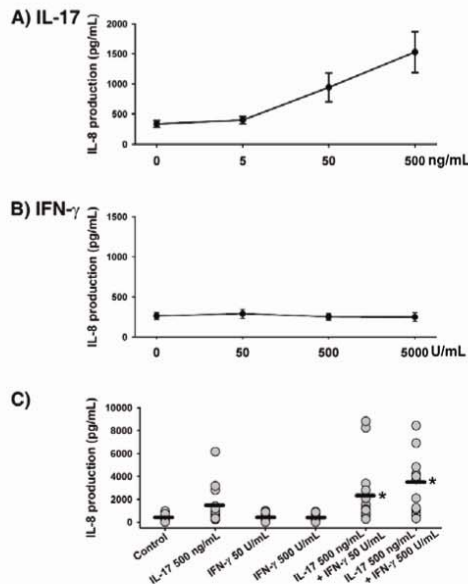 A) IL-17
IL-8 production (pg/mL)
2000
1500
1000
500
0
0 5 50 500 ng/mL
B) IFN-γ
IL-8 production (pg/mL)
1500
1000
500
0
0 50 500 5000 U/mL
C)
IL-8 production (pg/mL)
10000
8000
6000
4000
2000
0
*
*
Control
IL-17 500 ng/mL
IFN-γ 50 U/mL
IFN-γ 500 U/mL
IL-17 500 ng/mL
+ IFN-γ 50 U/mL
IL-17 500 ng/mL
+ IFN-γ 500 U/mL